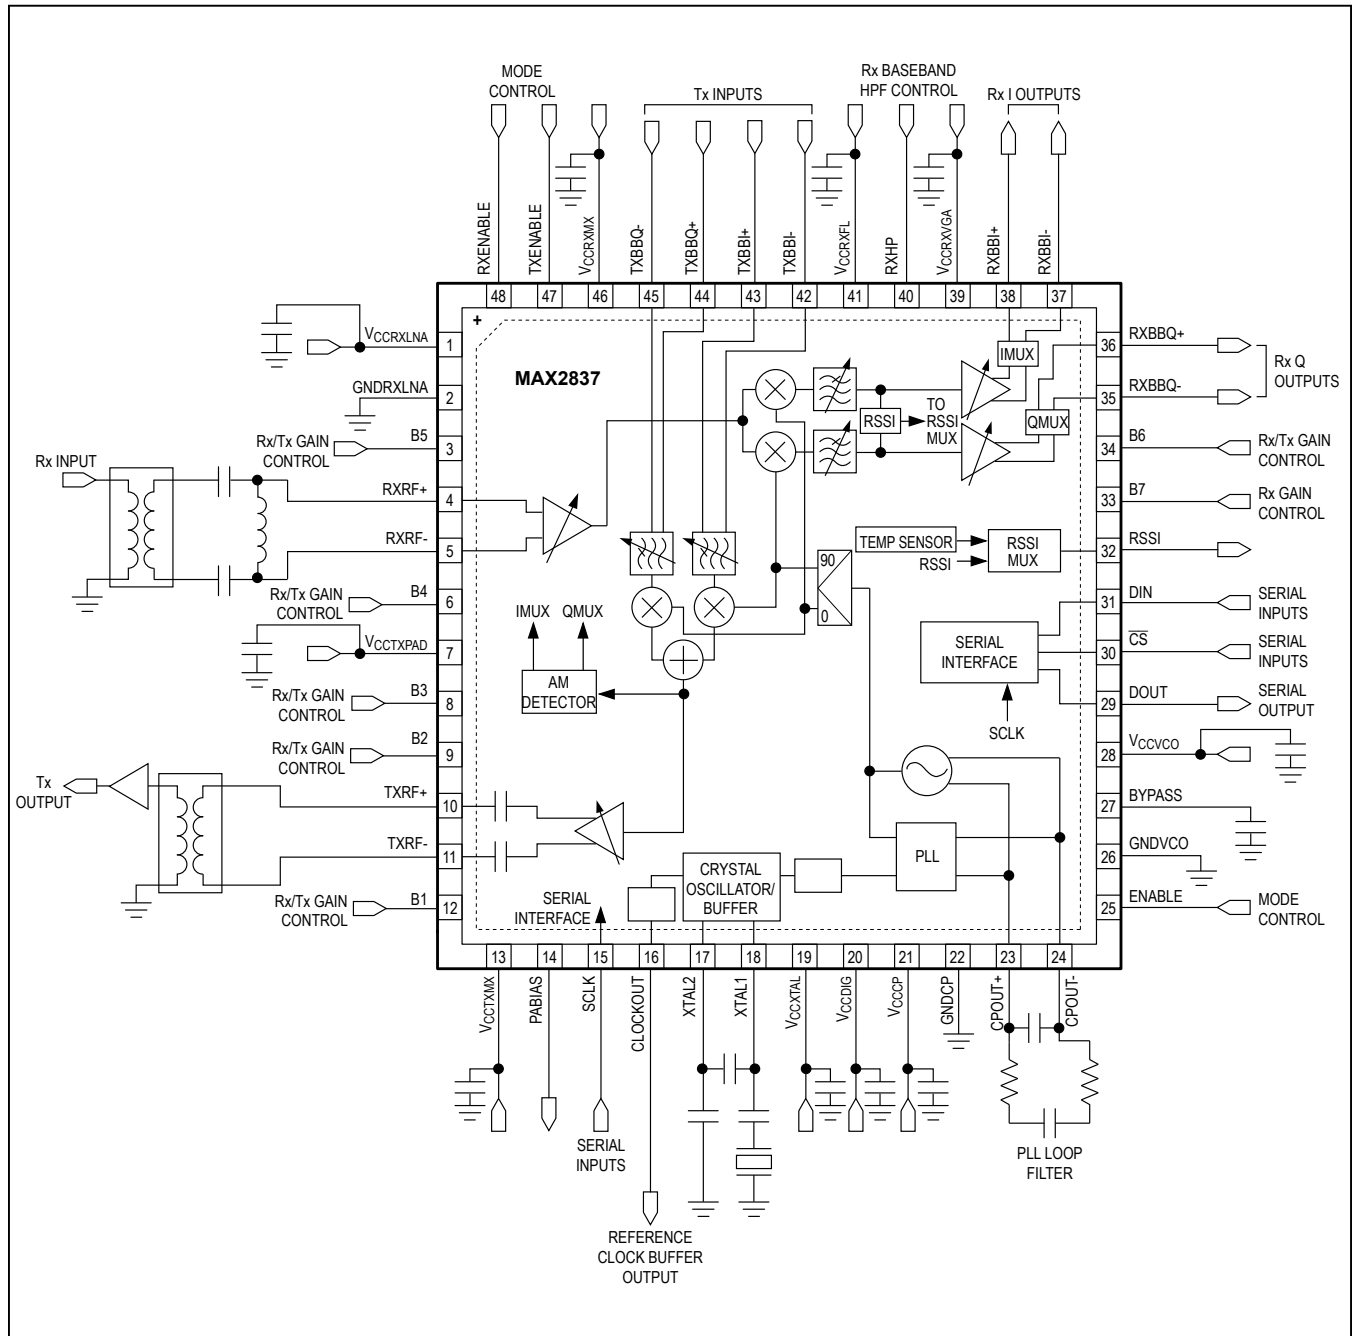 MODE
CONTROL
Tx INPUTS
Rx BASEBAND
HPF CONTROL
Rx I OUTPUTS
RXENABLE
TXENABLE
VCCRXMX
TXBBQ-
TXBBQ+
TXBBI+
TXBBI-
VCCRXFL
RXHP
VCCRXVGA
RXBBI+
RXBBI-
48
47
46
45
44
43
42
41
40
39
38
37
+
MAX2837
VCCRXLNA
1
GNDRXLNA
2
Rx/Tx GAIN
CONTROL
B5
3
Rx INPUT
RXRF+
4
RXRF-
5
Rx/Tx GAIN
CONTROL
B4
6
VCCTXPAD
7
Rx/Tx GAIN
CONTROL
B3
8
Rx/Tx GAIN
CONTROL
B2
9
Tx
OUTPUT
TXRF+
10
TXRF-
11
Rx/Tx GAIN
CONTROL
B1
12
IMUX
RSSI
TO
RSSI
MUX
QMUX
TEMP SENSOR
RSSI
RSSI
MUX
90
0
IMUX
QMUX
AM
DETECTOR
SERIAL
INTERFACE
SCLK
PLL
CRYSTAL
OSCILLATOR/
BUFFER
SERIAL
INTERFACE
36
RXBBQ+
35
RXBBQ-
Rx Q
OUTPUTS
34
B6
Rx/Tx GAIN
CONTROL
33
B7
Rx GAIN
CONTROL
32
RSSI
31
DIN
SERIAL
INPUTS
30
CS
SERIAL
INPUTS
29
DOUT
SERIAL
OUTPUT
28
VCCVCO
27
BYPASS
26
GNDVCO
25
ENABLE
MODE
CONTROL
13
14
15
16
17
18
19
20
21
22
23
24
VCCTXMX
PABIAS
SCLK
CLOCKOUT
XTAL2
XTAL1
VCCXTAL
VCCDIG
VCCCP
GNDCP
CPOUT+
CPOUT-
SERIAL
INPUTS
PLL LOOP
FILTER
REFERENCE
CLOCK BUFFER
OUTPUT